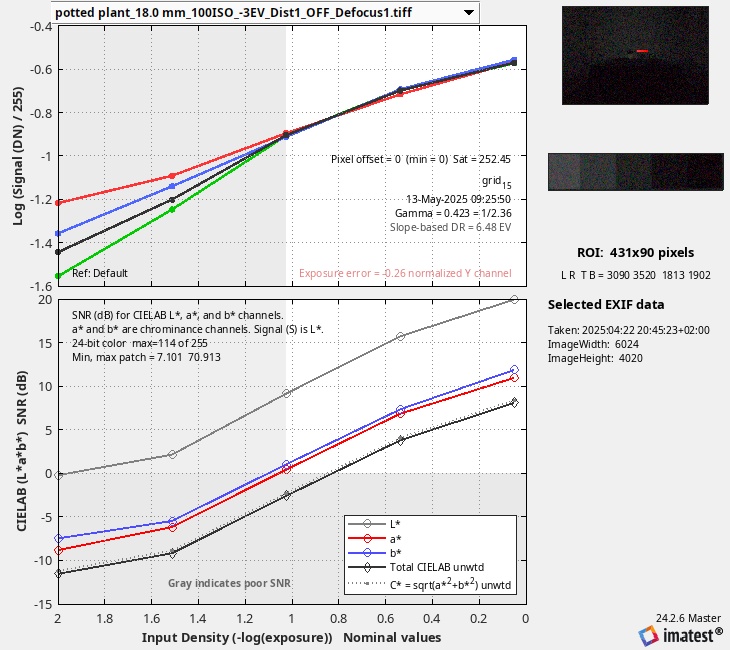 potted plant_18.0 mm_100ISO_-3EV_Dist1_OFF_Defocus1.tiff
-0.4
-0.6
-0.8
-1
-1.2
-1.4
-1.6
Log (Signal (DN) / 255)
Pixel offset = 0 (min = 0) Sat = 252.45
grid15
13-May-2025 09:25:50
Gamma = 0.423 = 1/2.36
Slope-based DR = 6.48 EV
Ref: Default
Exposure error = -0.26 normalized Y channel
20
15
10
5
0
-5
-10
-15
CIELAB (L*a*b*) SNR (dB)
SNR (dB) for CIELAB L*, a*, and b* channels.
a* and b* are chrominance channels. Signal (S) is L*.
24-bit color max=114 of 255
Min, max patch = 7.101 70.913
L*
a*
b*
Total CIELAB unwtd
C* = sqrt(a*2+b*2) unwtd
Gray indicates poor SNR
2 1.8 1.6 1.4 1.2 1 0.8 0.6 0.4 0.2 0
Input Density (-log(exposure)) Nominal values
ROI: 431x90 pixels
L R T B = 3090 3520 1813 1902
Selected EXIF data
Taken: 2025:04:22 20:45:23+02:00
ImageWidth: 6024
ImageHeight: 4020
24.2.6 Master
imatest®